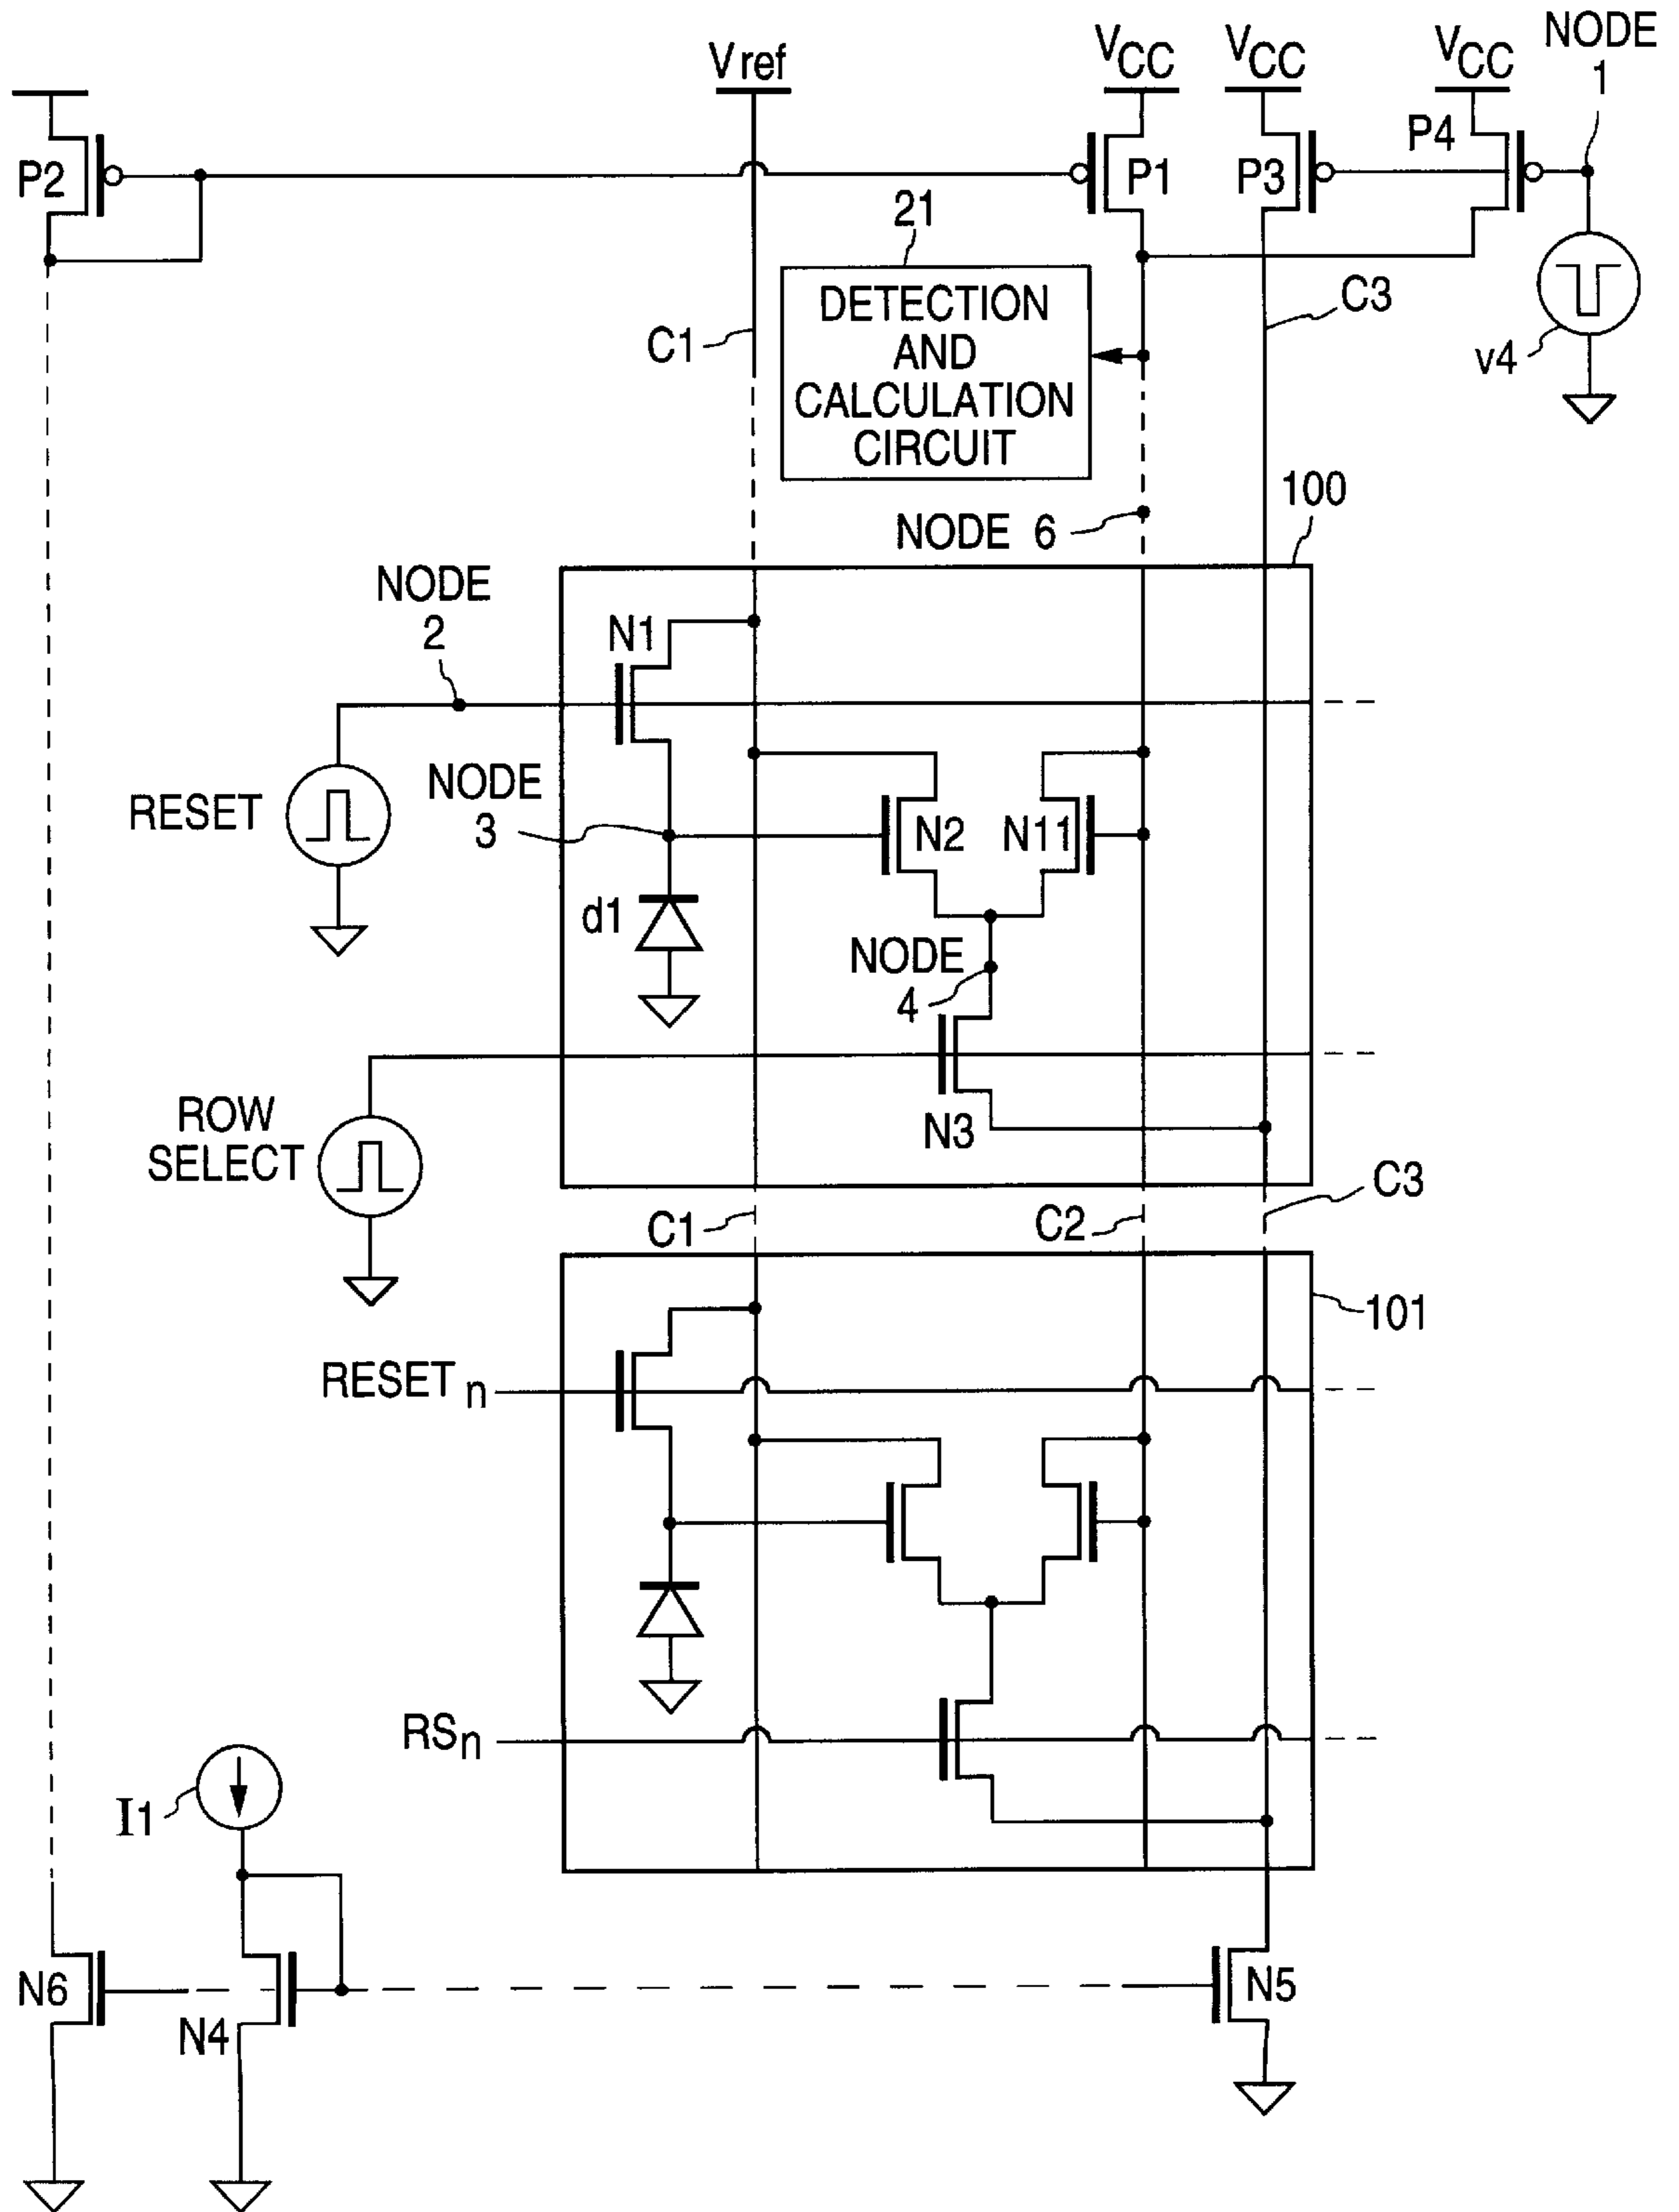 NODE
1
Vref
VCC
VCC
VCC
P4
P2
P1
P3
21
C3
C1
v4
DETECTION
AND
CALCULATION
CIRCUIT
100
NODE 6
NODE
2
N1
NODE
3
RESET
N2
N11
d1
NODE
4
ROW
SELECT
N3
C3
C1
C2
101
RESET n
RSn
I1
N6
N5
N4